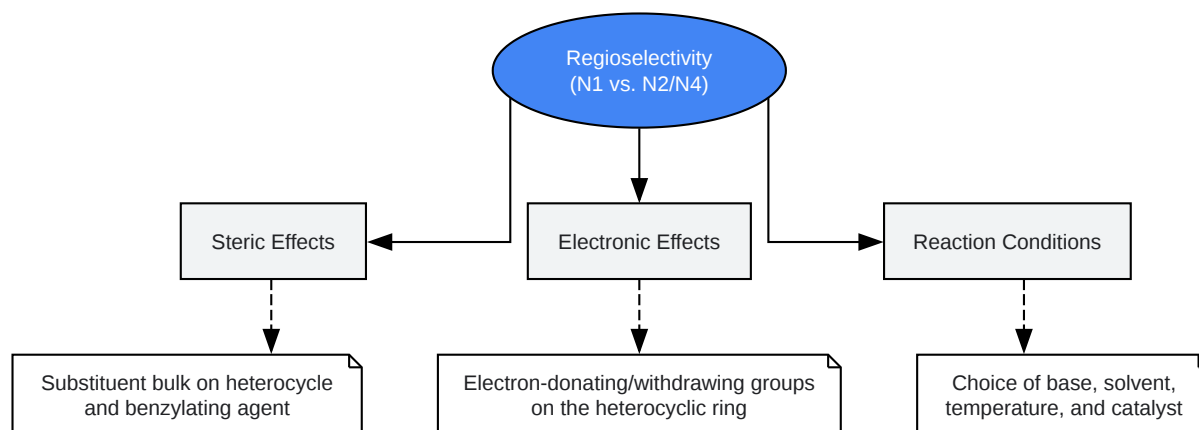 Regioselectivity
(N1 vs. N2/N4)
Steric Effects
Electronic Effects
Reaction Conditions
Substituent bulk on heterocycle
and benzylating agent
Electron-donating/withdrawing groups
on the heterocyclic ring
Choice of base, solvent,
temperature, and catalyst